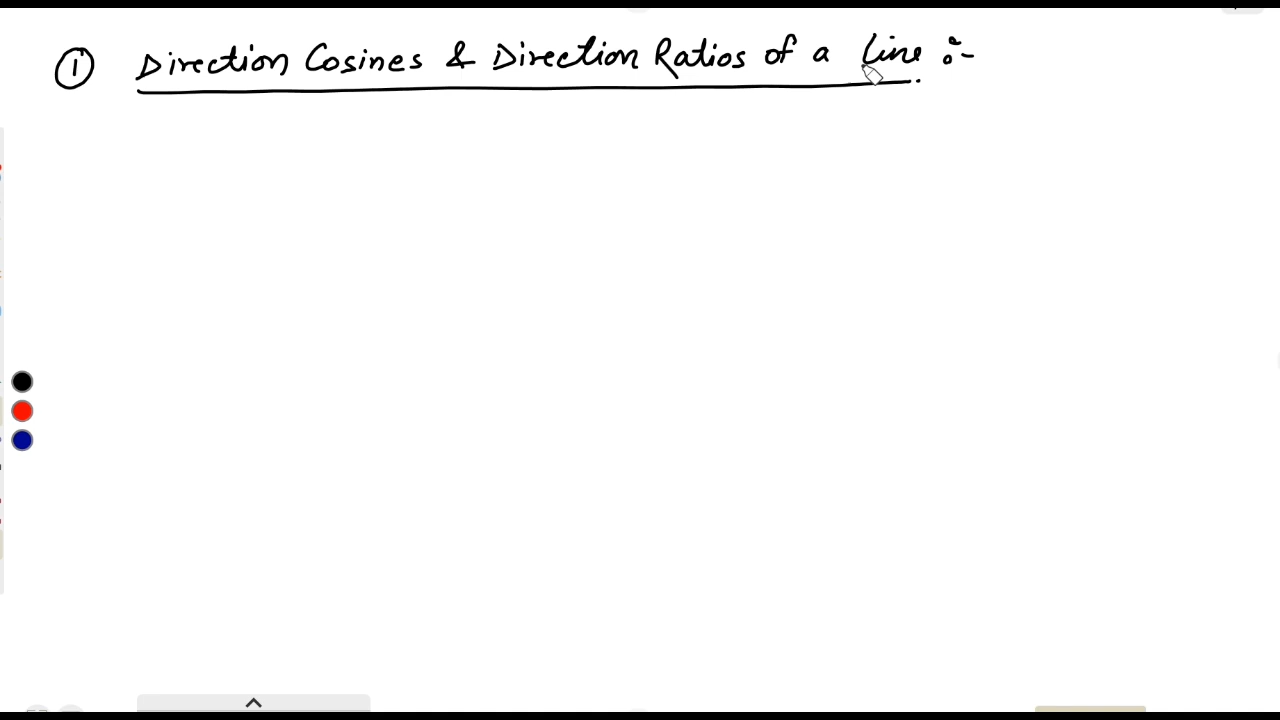 ① Direction Cosines & Direction Ratios of a line :-